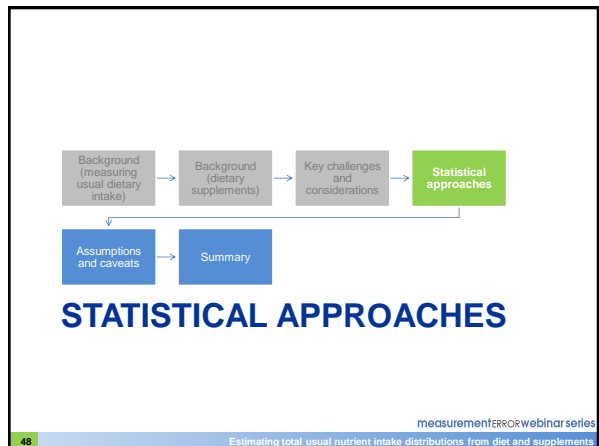 Background
(measuring
usual dietary
intake)
Background
(dietary
supplements)
Key challenges
and
considerations
Statistical
approaches
Assumptions
and caveats
Summary
STATISTICAL APPROACHES
measurementERRORwebinarseries
48 Estimating total usual nutrient intake distributions from diet and supplements